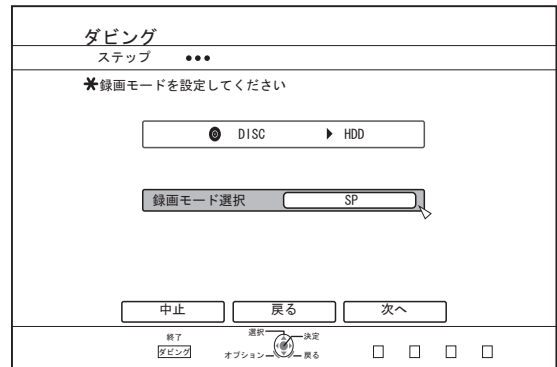 ダビング
ステップ ●●●
*録画モードを設定してください
DISC ▶ HDD
録画モード選択 SP
中止 戻る 次へ
終了 選択 決定
ダビング オプション 戻る